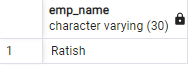 emp_name
character varying (30)
1 Ratish